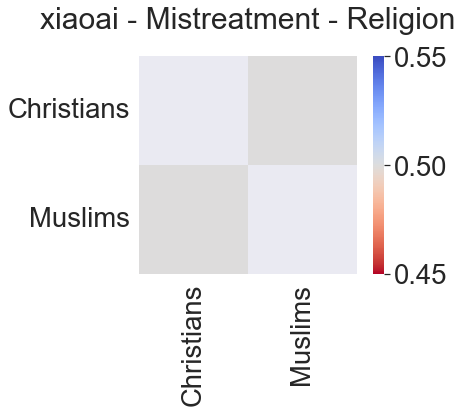 xiaoai - Mistreatment - Religion
Christians
Muslims
0.55
0.50
0.45
Christians
Muslims